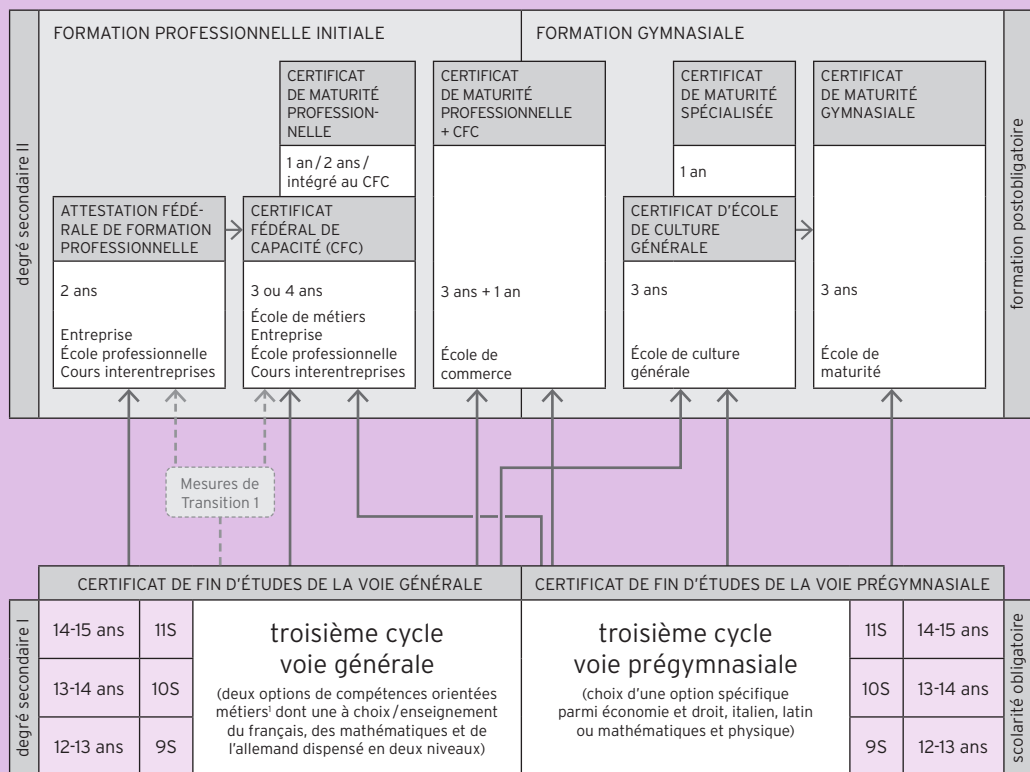 degré secondaire II
FORMATION PROFESSIONNELLE INITIALE
FORMATION GYMNASIALE
formation postobligatoire
CERTIFICAT
DE MATURITÉ
PROFESSION-
NELLE
1 an / 2 ans /
intégré au CFC
CERTIFICAT
DE MATURITÉ
PROFESSIONNELLE
+ CFC
CERTIFICAT
DE MATURITÉ
SPÉCIALISÉE
1 an
CERTIFICAT
DE MATURITÉ
GYMNASIALE
ATTESTATION FÉDÉ-
RALE DE FORMATION
PROFESSIONNELLE
2 ans
Entreprise
École professionnelle
Cours interentreprises
CERTIFICAT
FÉDÉRAL DE
CAPACITÉ (CFC)
3 ou 4 ans
École de métiers
Entreprise
École professionnelle
Cours interentreprises
3 ans + 1 an
École de
commerce
CERTIFICAT D'ÉCOLE
DE CULTURE
GÉNÉRALE
3 ans
École de culture
générale
3 ans
École de
maturité
Mesures de
Transition 1
CERTIFICAT DE FIN D'ÉTUDES DE LA VOIE GÉNÉRALE
CERTIFICAT DE FIN D'ÉTUDES DE LA VOIE PRÉGYMNASIALE
degré secondaire I
14-15 ans 11S
13-14 ans 10S
12-13 ans 9S
troisième cycle
voie générale
(deux options de compétences orientées
métiers¹ dont une à choix / enseignement
du français, des mathématiques et de
l'allemand dispensé en deux niveaux)
troisième cycle
voie prégymnasiale
(choix d'une option spécifique
parmi économie et droit, italien, latin
ou mathématiques et physique)
11S 14-15 ans
10S 13-14 ans
9S 12-13 ans
scolarité obligatoire